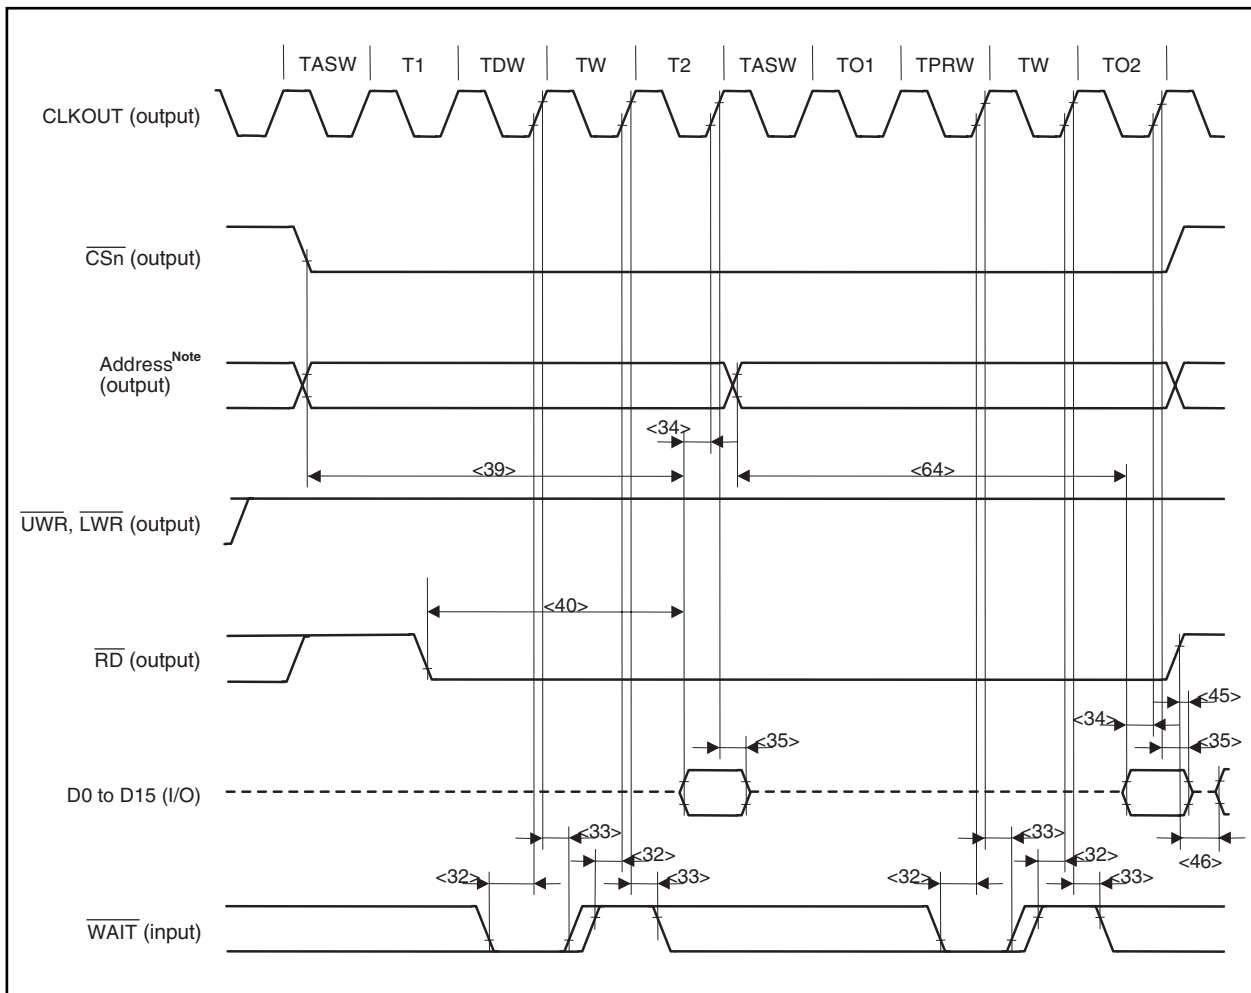 TASW T1 TDW TW T2 TASW TO1 TPRW TW TO2
CLKOUT (output)
CSn (output)
AddressNote
(output)
<34>
<39> <64>
UWR, LWR (output)
<40>
RD (output)
<45>
<34>
<35> <35>
D0 to D15 (I/O)
<33> <33>
<32> <32>
<46>
<32> <33> <32> <33>
WAIT (input)